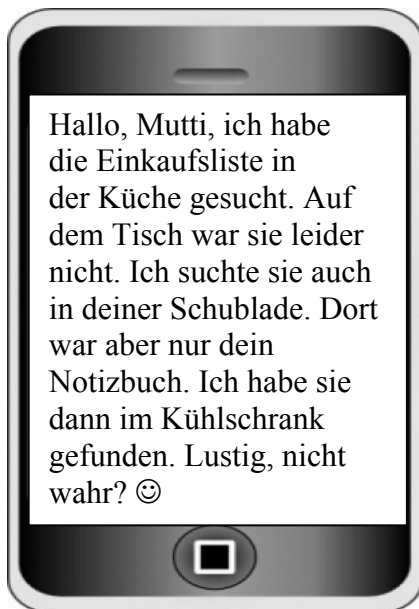 Hallo, Mutti, ich habe
die Einkaufsliste in
der Küche gesucht. Auf
dem Tisch war sie leider
nicht. Ich suchte sie auch
in deiner Schublade. Dort
war aber nur dein
Notizbuch. Ich habe sie
dann im Kühlschrank
gefunden. Lustig, nicht
wahr? ☺